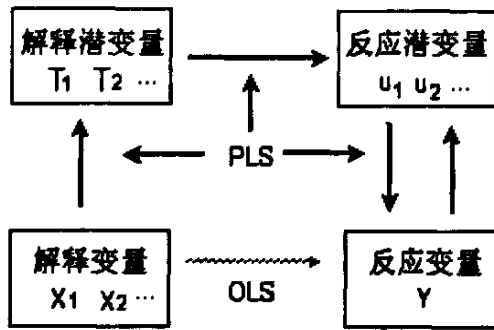 解释潜变量
T1 T2 …
反应潜变量
u1 u2 …
PLS
解释变量
X1 X2 …
OLS
反应变量
Y